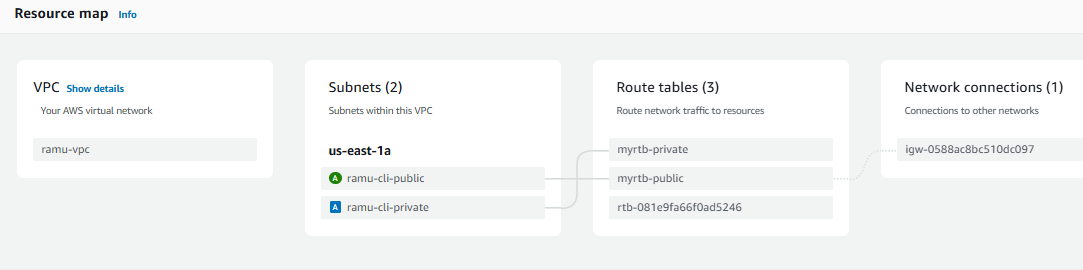 Resource map Info
VPC Show details
Your AWS virtual network
ramu-vpc
Subnets (2)
Subnets within this VPC
us-east-1a
A ramu-cli-public
A ramu-cli-private
Route tables (3)
Route network traffic to resources
myrtb-private
myrtb-public
rtb-081e9fa66f0ad5246
Network connections (1)
Connections to other networks
igw-0588ac8bc510dc097